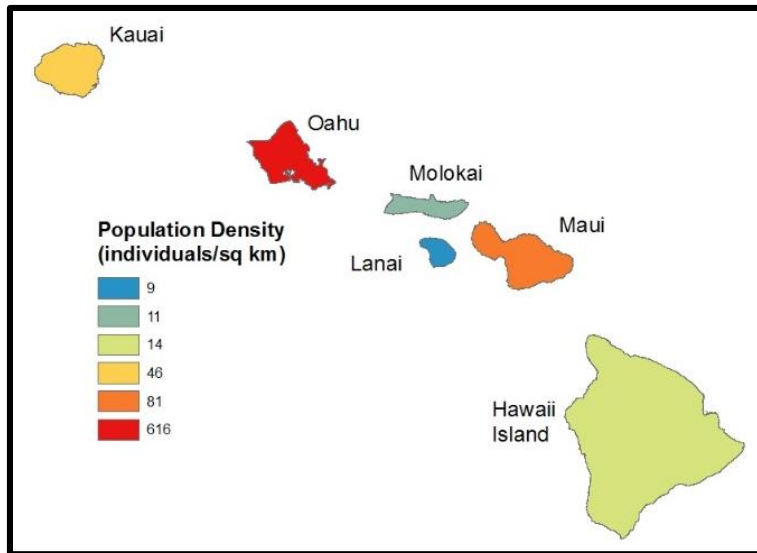 Kauai
Oahu
Molokai
Maui
Lanai
Population Density
(individuals/sq km)
9
11
14
46
81
616
Hawaii
Island